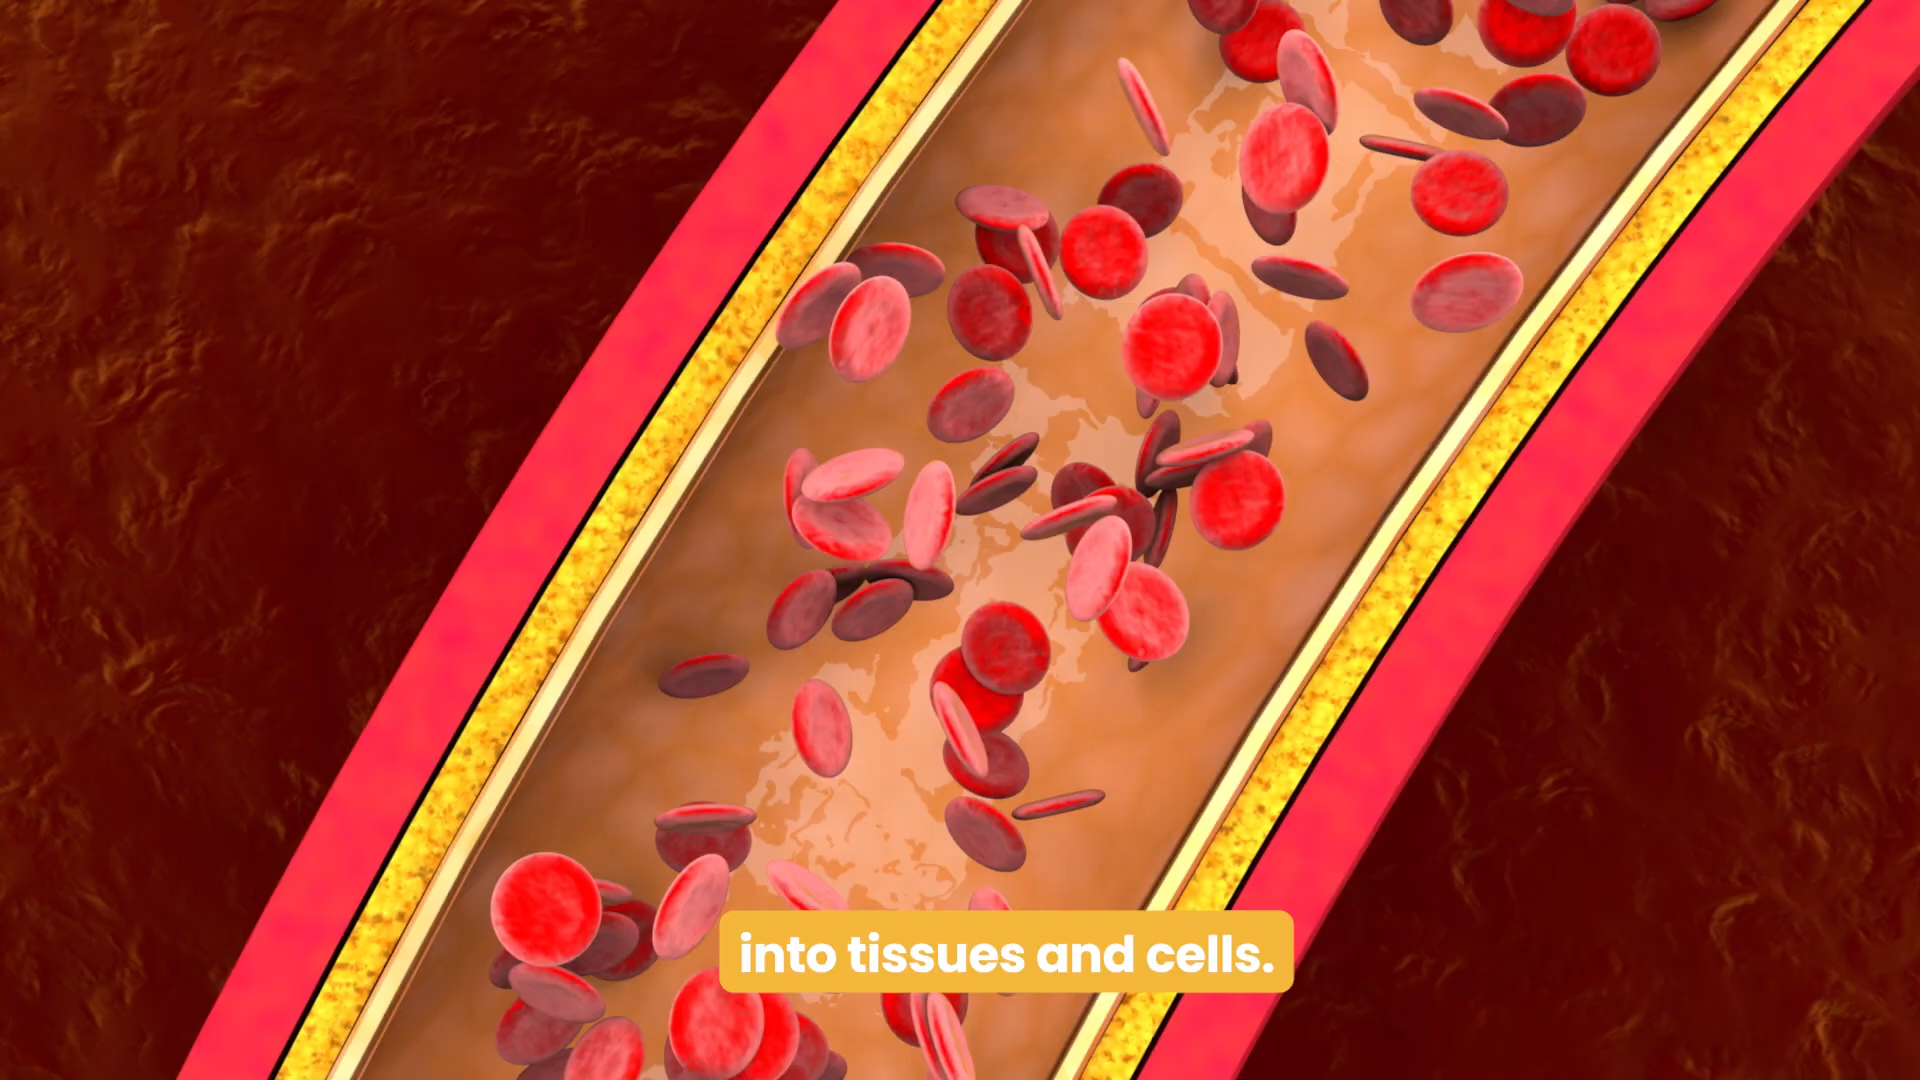 into tissues and cells.